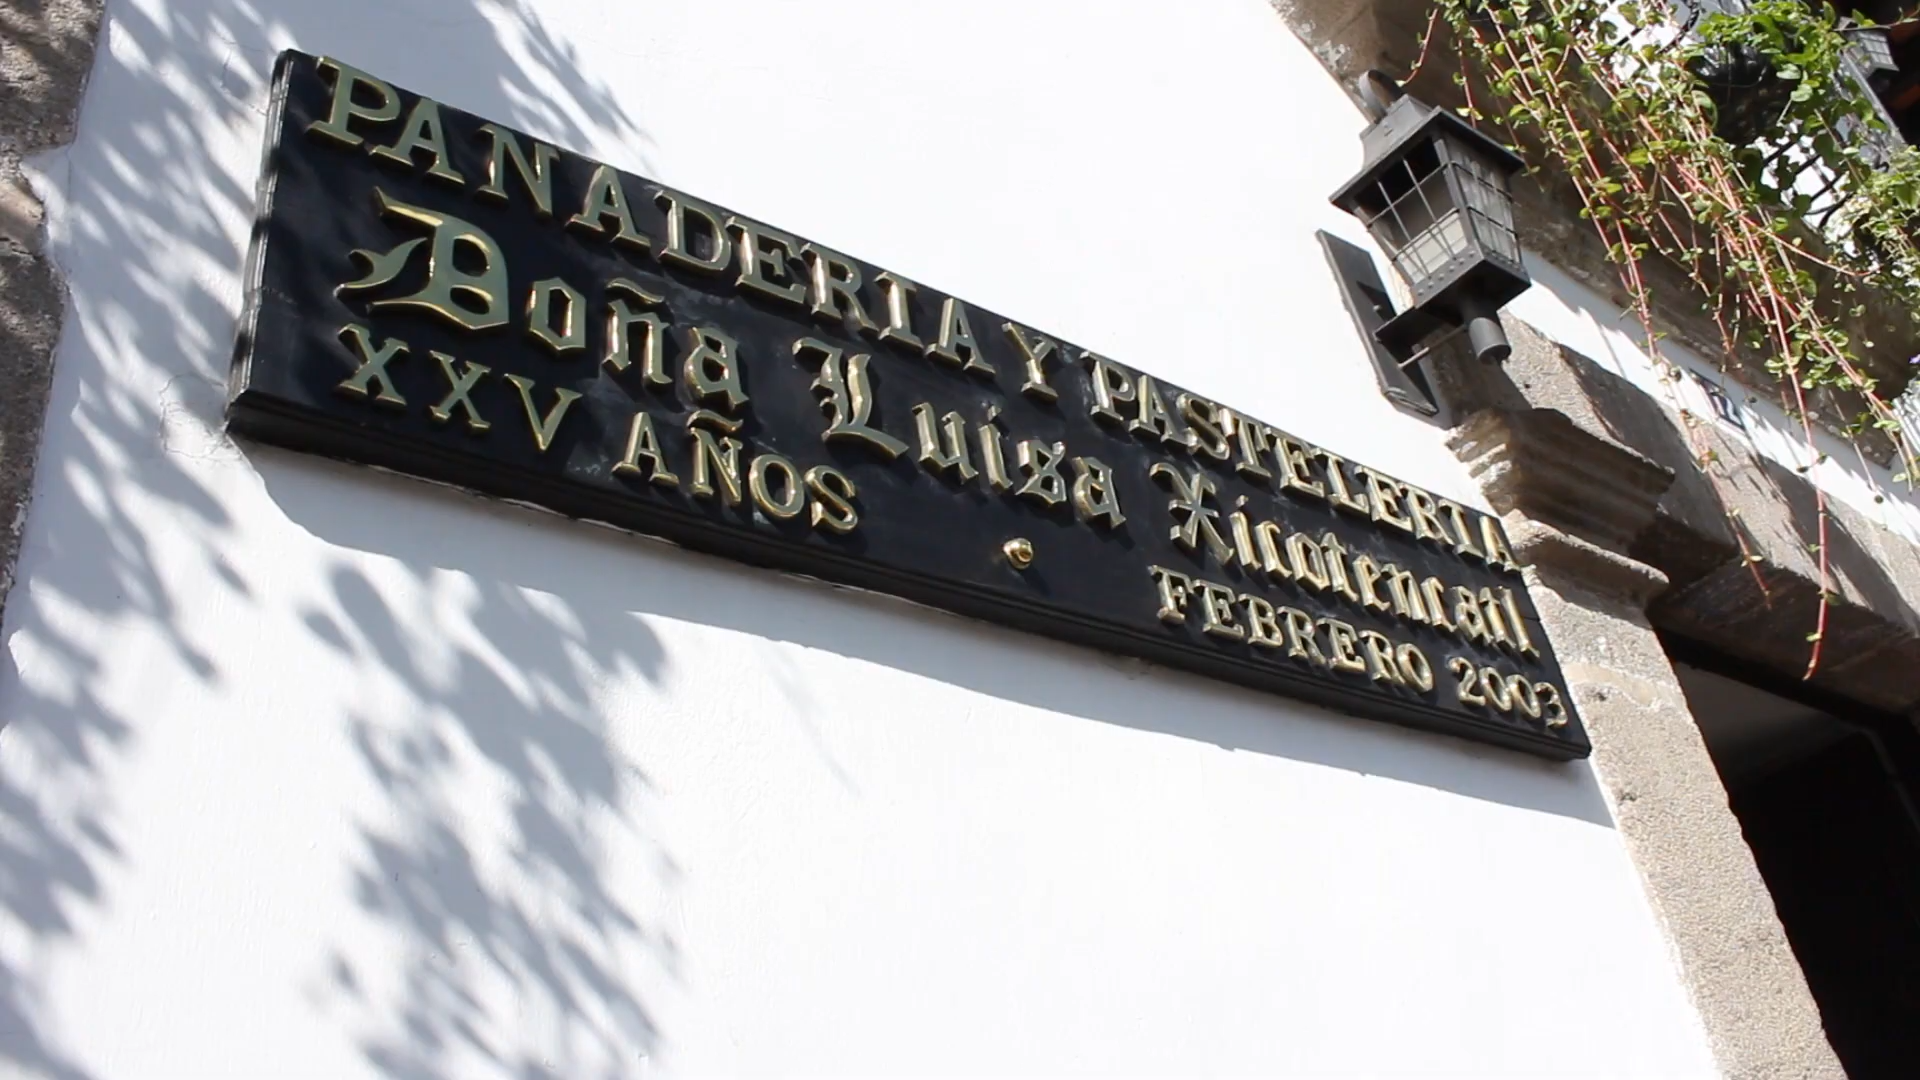 PANADERIA Y PASTELERIA
Doña Luisa Xicotencatl
XXV AÑOS
FEBRERO 2003